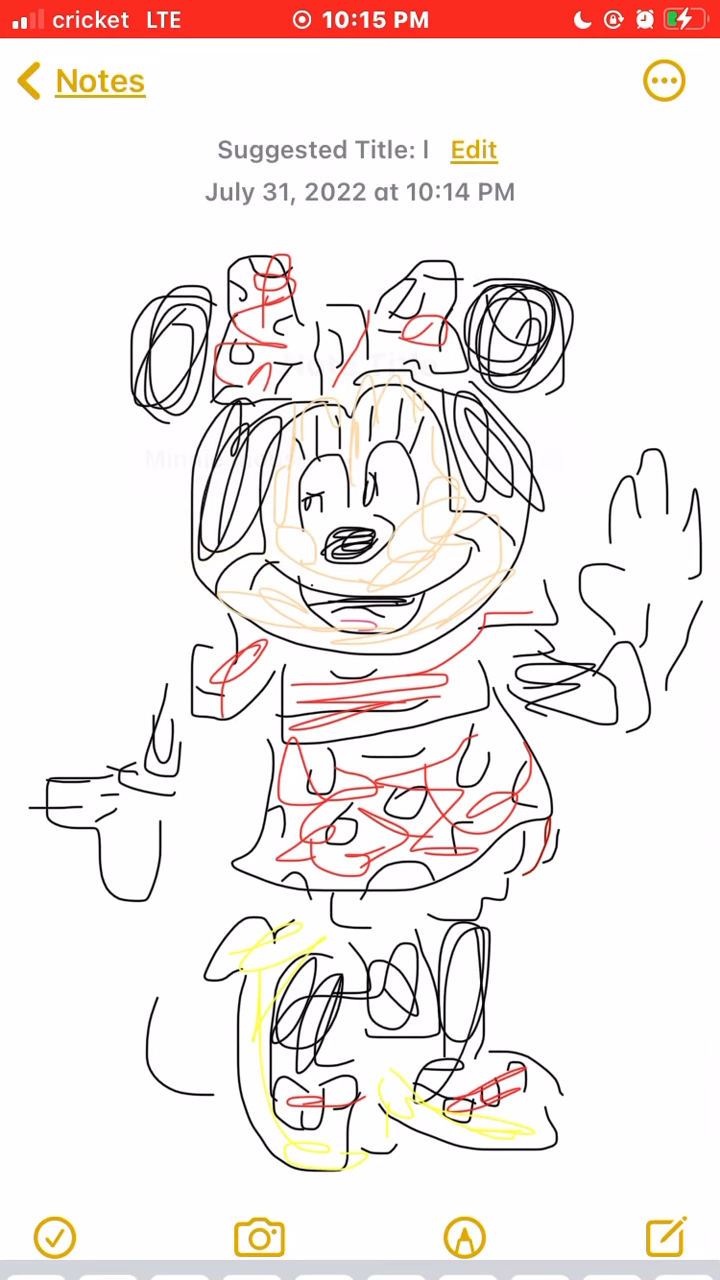 cricket LTE 10:15 PM
Notes
Suggested Title: l Edit
July 31, 2022 at 10:14 PM